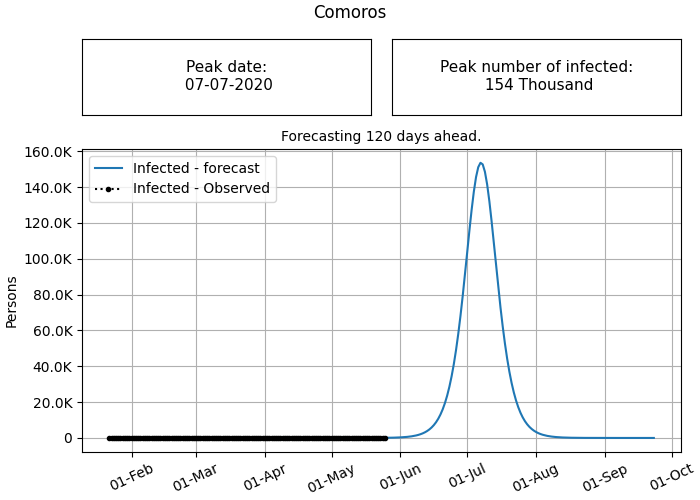 Comoros
Peak date:
07-07-2020
Peak number of infected:
154 Thousand
Forecasting 120 days ahead.
160.0K
140.0K
120.0K
100.0K
80.0K
60.0K
40.0K
20.0K
0
Persons
Infected - forecast
Infected - Observed
01-Feb
01-Mar
01-Apr
01-May
01-Jun
01-Jul
01-Aug
01-Sep
01-Oct